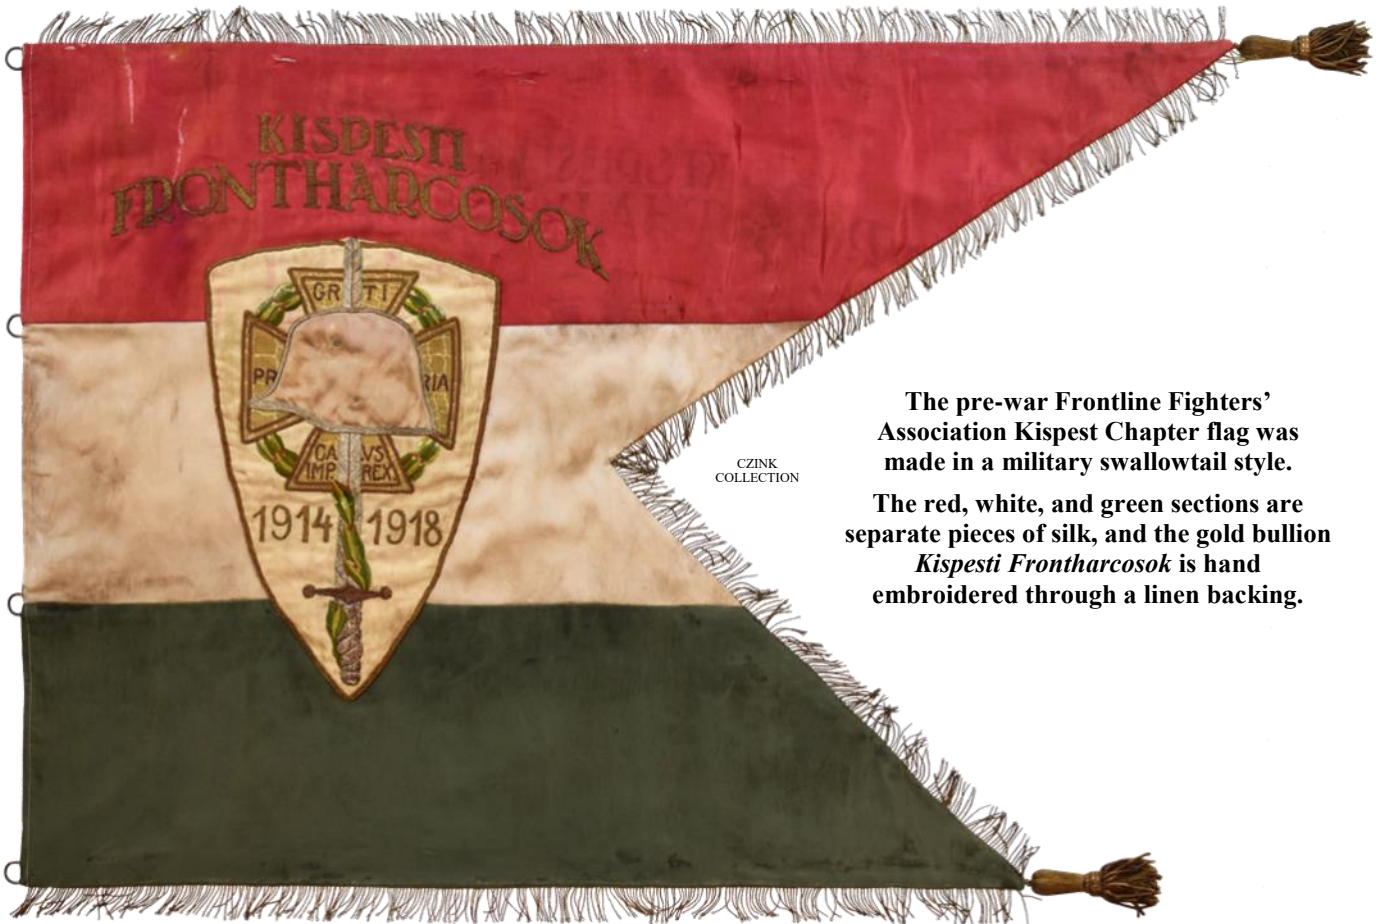 KISPESTI
FRONTHARCOSOK
GR TI
PR RIA
CA VS
IMP REX
1914 1918
CZINK
COLLECTION
The pre-war Frontline Fighters’
Association Kispest Chapter flag was
made in a military swallowtail style.
The red, white, and green sections are
separate pieces of silk, and the gold bullion
Kispesti Frontharcosok is hand
embroidered through a linen backing.